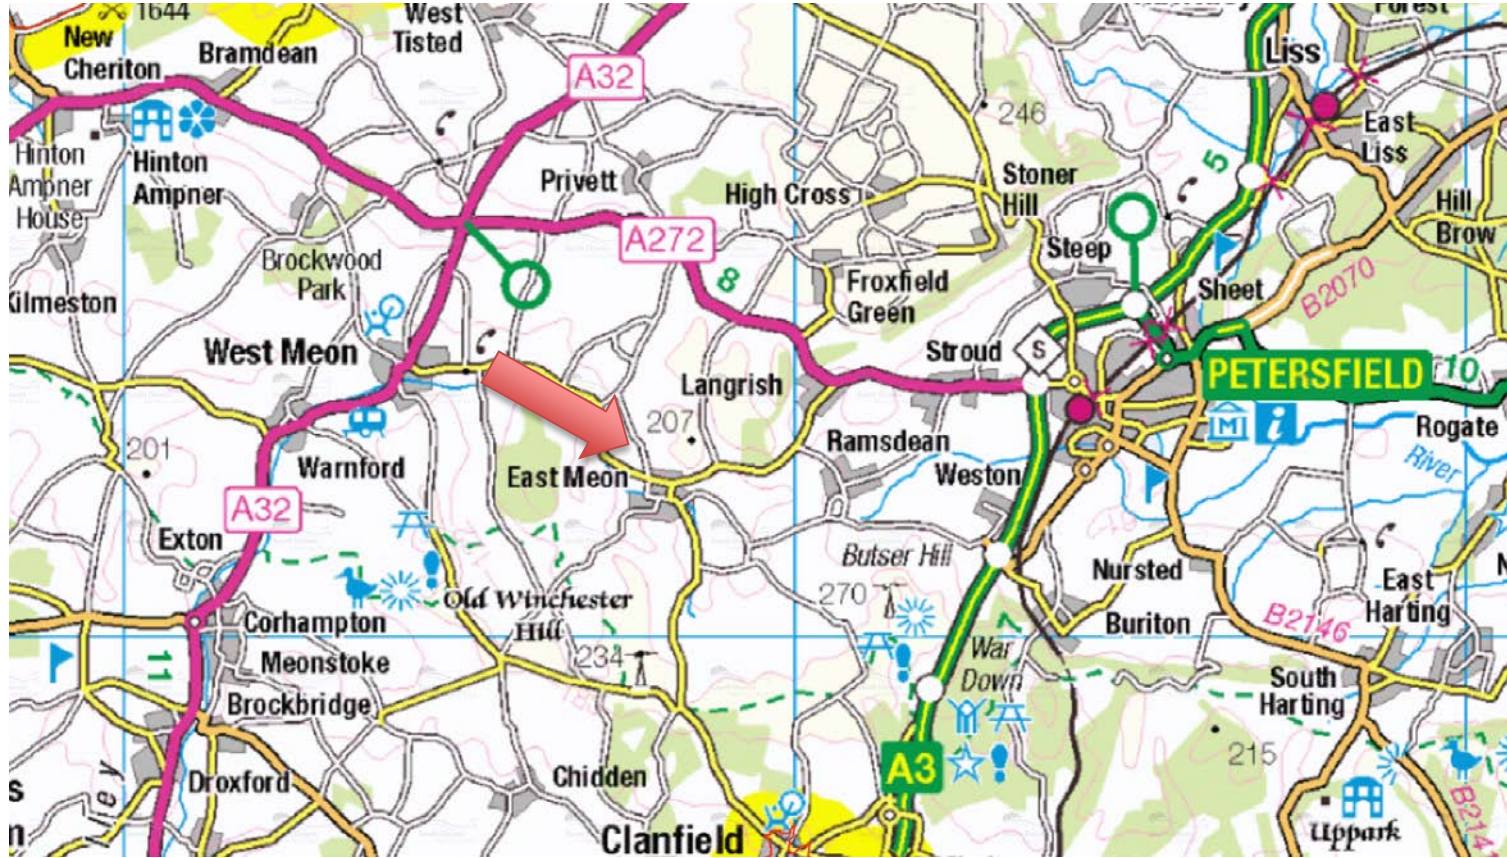 1644
New
Cheriton
Bramdean
West
Tisted
A32
Liss
Forest
East
Liss
246
Hinton
Ampner
House
Hinton
Ampner
Privett
High Cross
Stoner
Hill
5
Hill
Brow
A272
Steep
Brockwood
Park
8
Froxfield
Green
Sheet
B2070
Kilmeston
West Meon
Stroud
S
PETERSFIELD
10
Langrish
207
M
i
Rogate
201
Warnford
East Meon
Ramsdean
Weston
River
A32
Exton
Butser Hill
Nursted
East
Harting
270
Old Winchester
Hill
Corhampton
7
Buriton
B2146
Meonstoke
11
234
War
Down
South
Harting
Brockbridge
215
A3
Droxford
Chidden
Clanfield
Uppark
B214